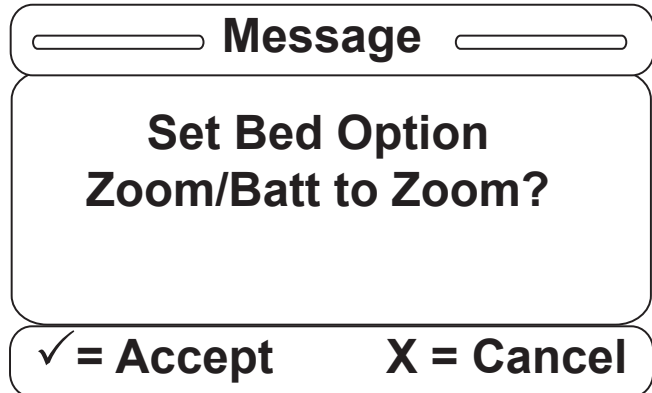 Message
Set Bed Option
Zoom/Batt to Zoom?
✓ = Accept X = Cancel